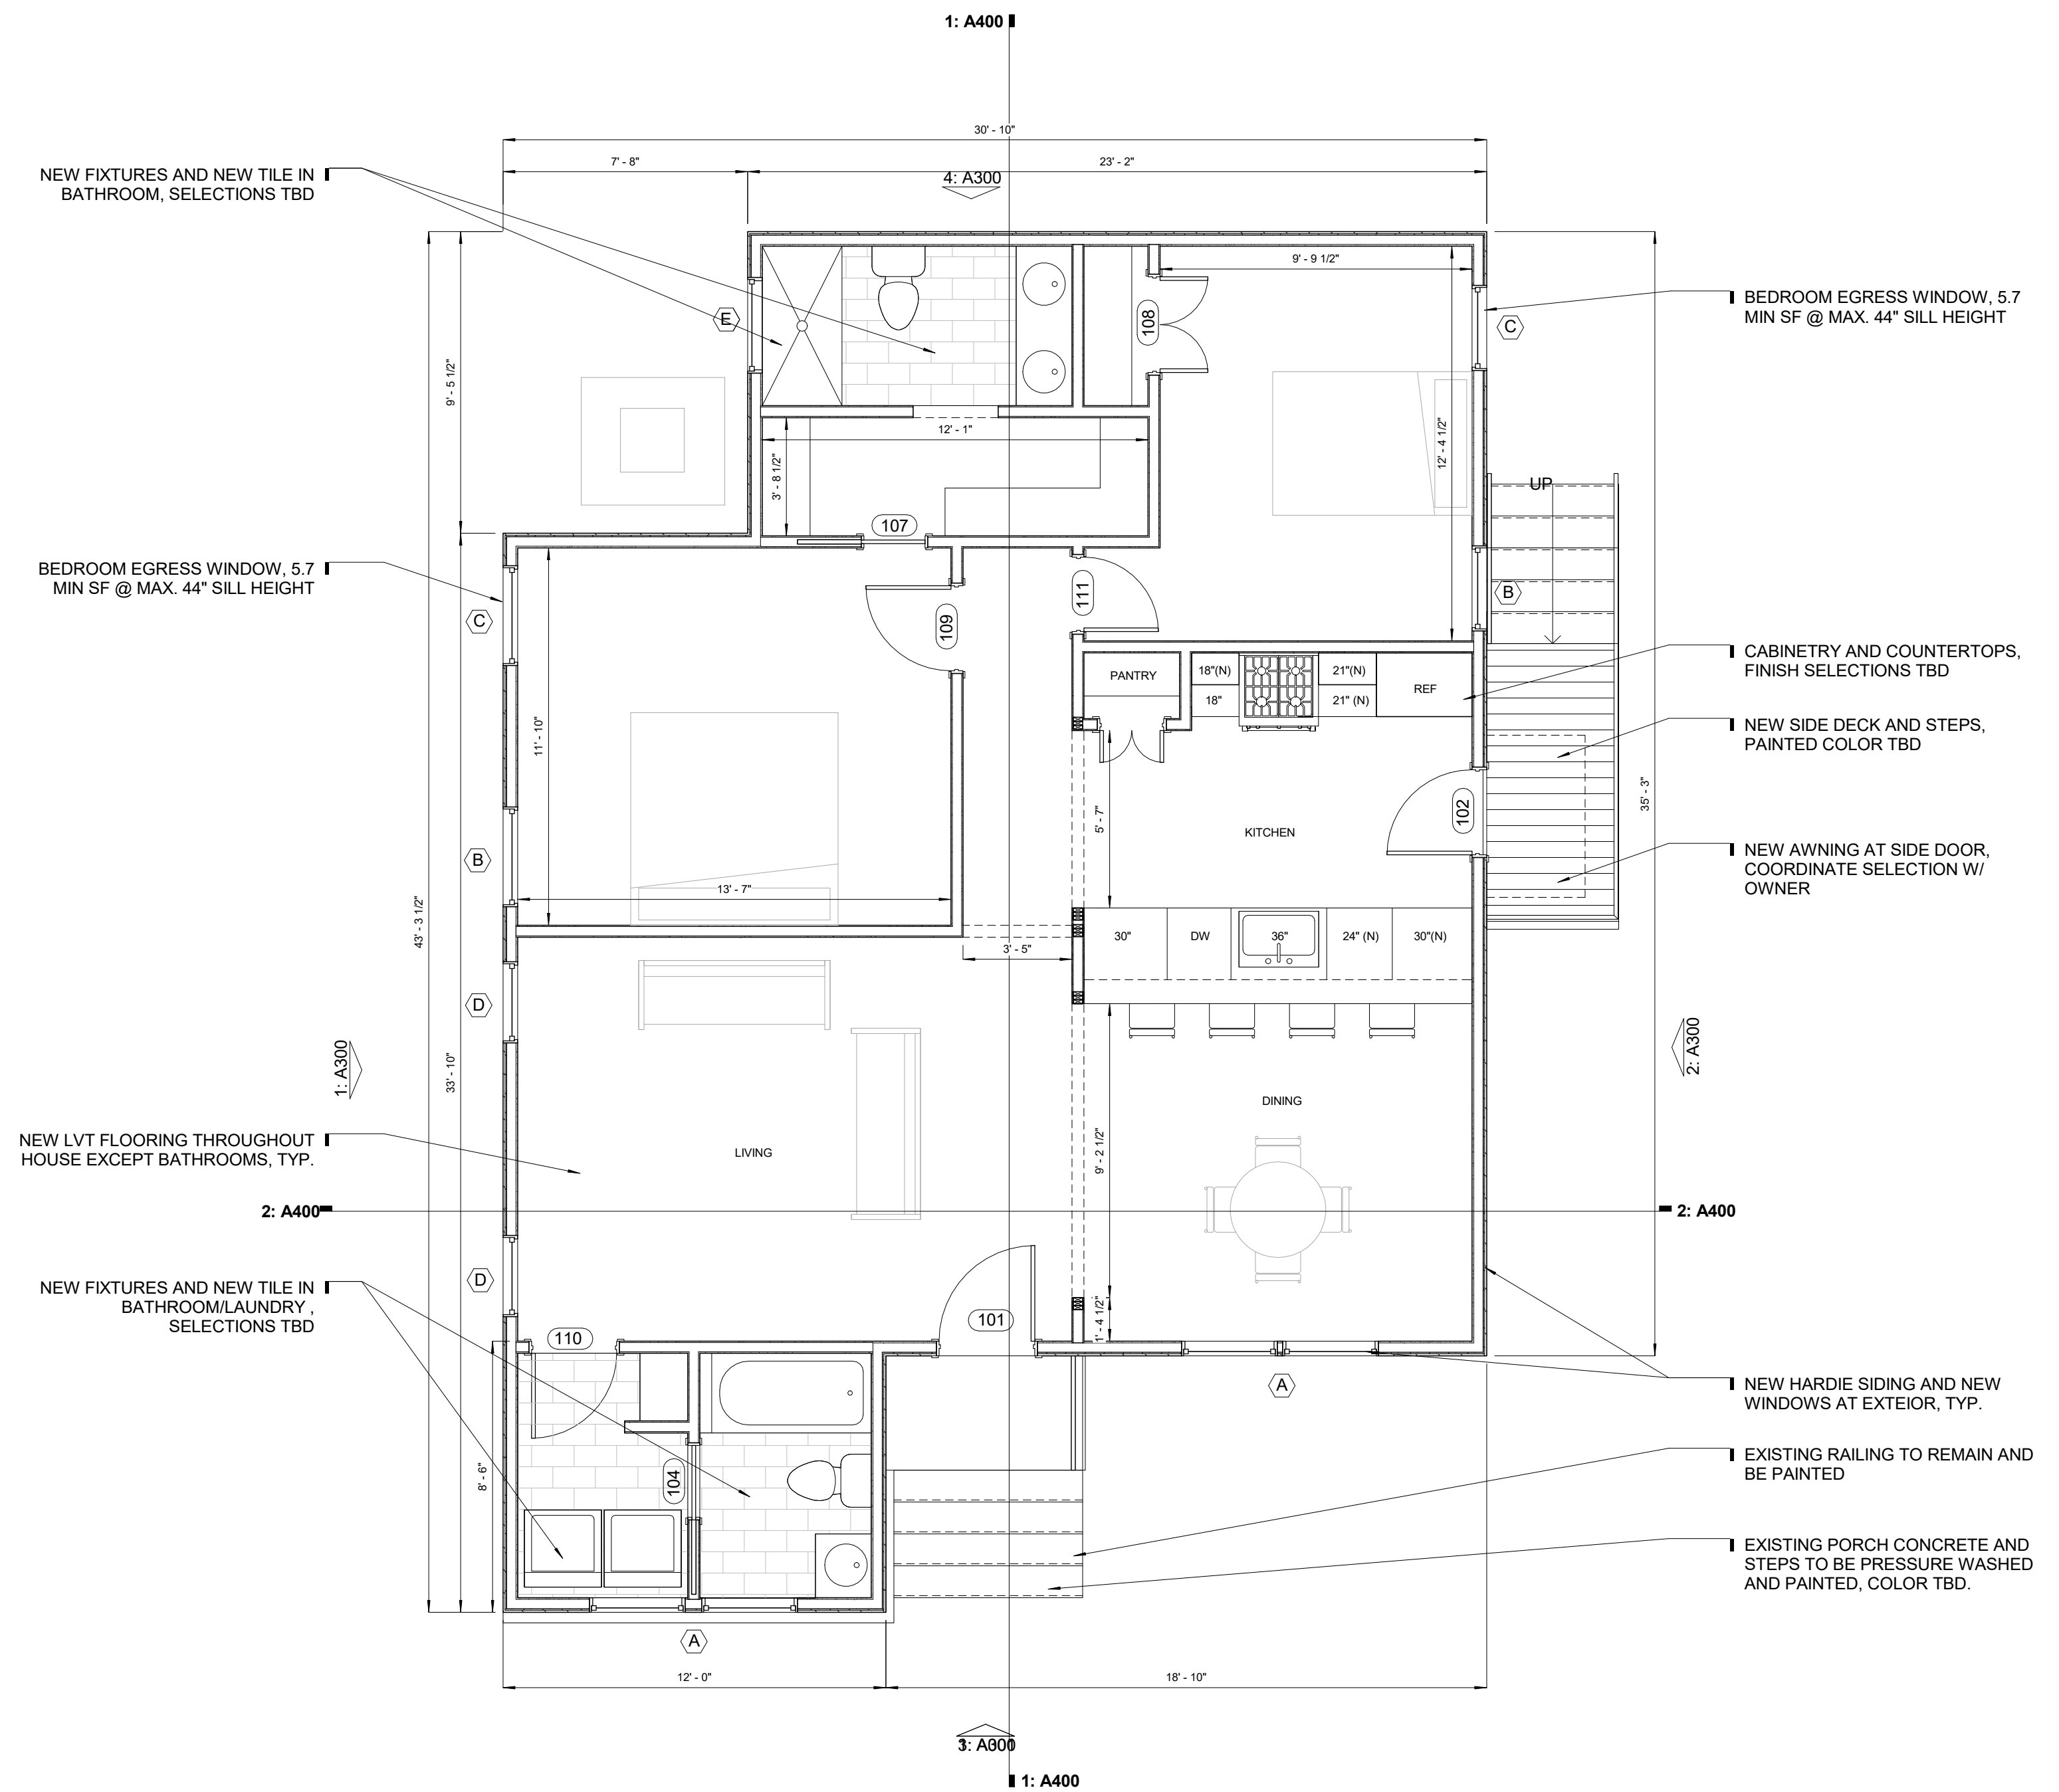 1: A400
30' - 10"
7' - 8"
23' - 2"
4: A300
NEW FIXTURES AND NEW TILE IN
BATHROOM, SELECTIONS TBD
9' - 9 1/2"
BEDROOM EGRESS WINDOW, 5.7
MIN SF @ MAX. 44" SILL HEIGHT
E
108
C
9' - 5 1/2"
12' - 1"
12' - 4 1/2"
3' - 8 1/2"
UP
107
BEDROOM EGRESS WINDOW, 5.7
MIN SF @ MAX. 44" SILL HEIGHT
C
109
111
B
CABINETRY AND COUNTERTOPS,
FINISH SELECTIONS TBD
PANTRY
18"(N)
21"(N)
REF
18"
21" (N)
NEW SIDE DECK AND STEPS,
PAINTED COLOR TBD
11' - 10"
35' - 3"
5' - 7"
KITCHEN
102
B
NEW AWNING AT SIDE DOOR,
COORDINATE SELECTION W/
OWNER
13' - 7"
43' - 3 1/2"
30"
DW
36"
24" (N)
30"(N)
3' - 5"
D
1: A300
2: A300
33' - 10"
DINING
NEW LVT FLOORING THROUGHOUT
HOUSE EXCEPT BATHROOMS, TYP.
LIVING
9' - 2 1/2"
2: A400
2: A400
D
NEW FIXTURES AND NEW TILE IN
BATHROOM/LAUNDRY ,
SELECTIONS TBD
110
101
1' - 4 1/2"
A
NEW HARDIE SIDING AND NEW
WINDOWS AT EXTEIOR, TYP.
EXISTING RAILING TO REMAIN AND
BE PAINTED
8' - 6"
104
EXISTING PORCH CONCRETE AND
STEPS TO BE PRESSURE WASHED
AND PAINTED, COLOR TBD.
A
12' - 0"
18' - 10"
1: A400